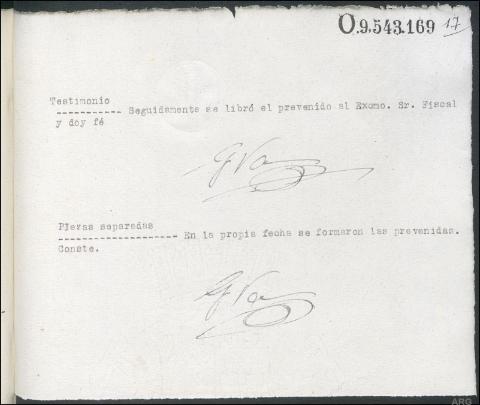 O.9.543.169 17
Testimonio
----------- Seguidamente se libró el prevenido al Excmo. Sr. Fiscal
y doy fé
Piezas separadas
-------------------- En la propia fecha se formaron las prevenidas.
Conste.
ARG